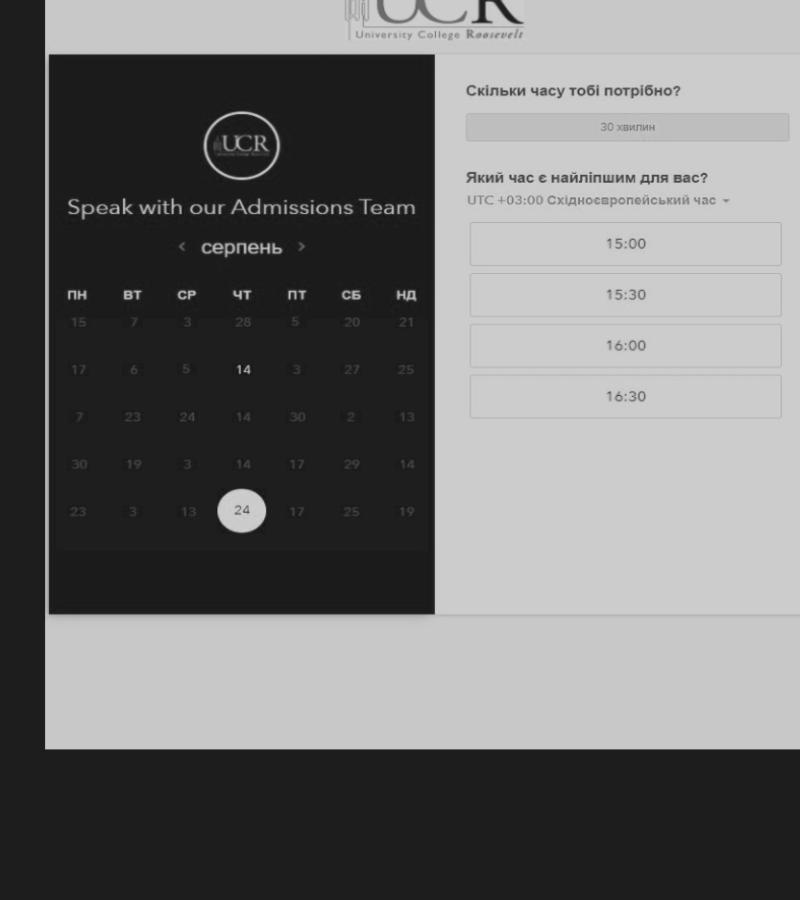 UCR
University College Roosevelt
UCR
Speak with our Admissions Team
< серпень >
ПН ВТ СР ЧТ ПТ СБ НД
15 7 3 28 5 20 21
17 6 5 14 3 27 25
7 23 24 14 30 2 13
30 19 3 14 17 29 14
23 3 13 24 17 25 19
Скільки часу тобі потрібно?
30 хвилин
Який час є найліпшим для вас?
UTC +03:00 Східноєвропейський час
15:00
15:30
16:00
16:30